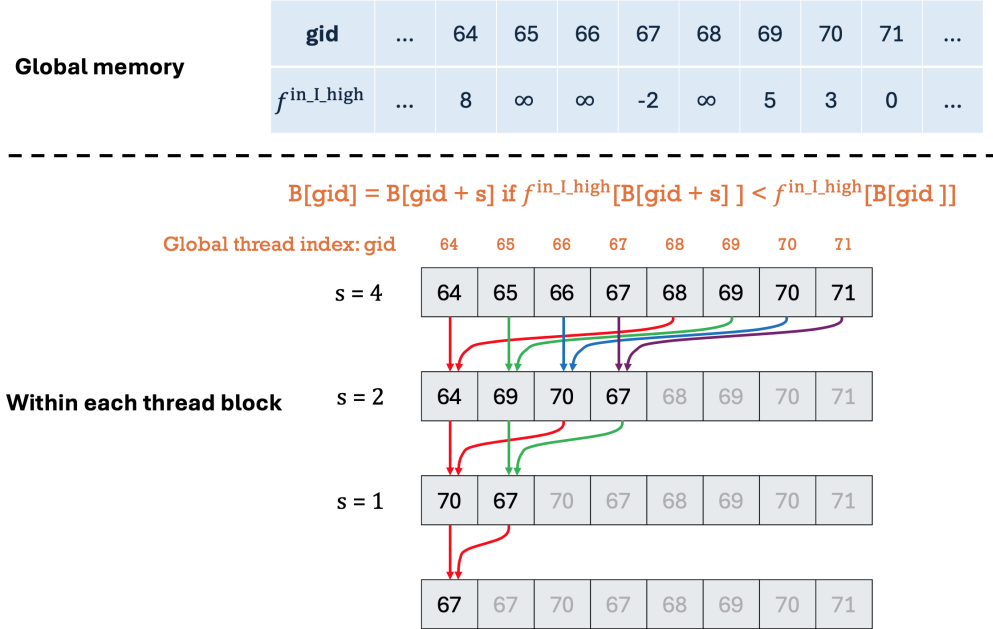 gid ... 64 65 66 67 68 69 70 71 ...
Global memory
f^in_I_high ... 8 ∞ ∞ -2 ∞ 5 3 0 ...
B[gid] = B[gid + s] if f^in_I_high[B[gid + s] ] < f^in_I_high[B[gid ]]
Global thread index: gid 64 65 66 67 68 69 70 71
s = 4 64 65 66 67 68 69 70 71
Within each thread block
s = 2 64 69 70 67 68 69 70 71
s = 1 70 67 70 67 68 69 70 71
67 67 70 67 68 69 70 71